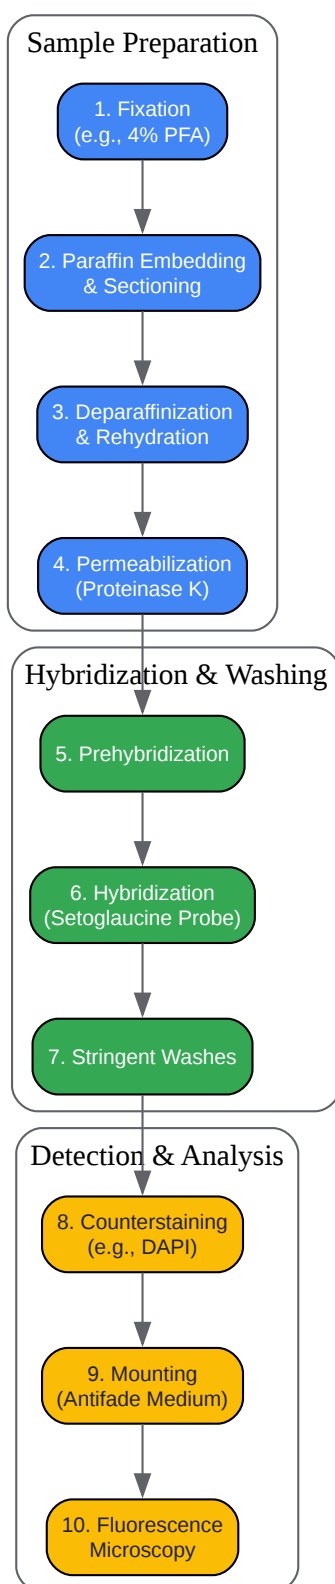 Sample Preparation
1. Fixation
(e.g., 4% PFA)
2. Paraffin Embedding
& Sectioning
3. Deparaffinization
& Rehydration
4. Permeabilization
(Proteinase K)
Hybridization & Washing
5. Prehybridization
6. Hybridization
(Setoglaucine Probe)
7. Stringent Washes
Detection & Analysis
8. Counterstaining
(e.g., DAPI)
9. Mounting
(Antifade Medium)
10. Fluorescence
Microscopy